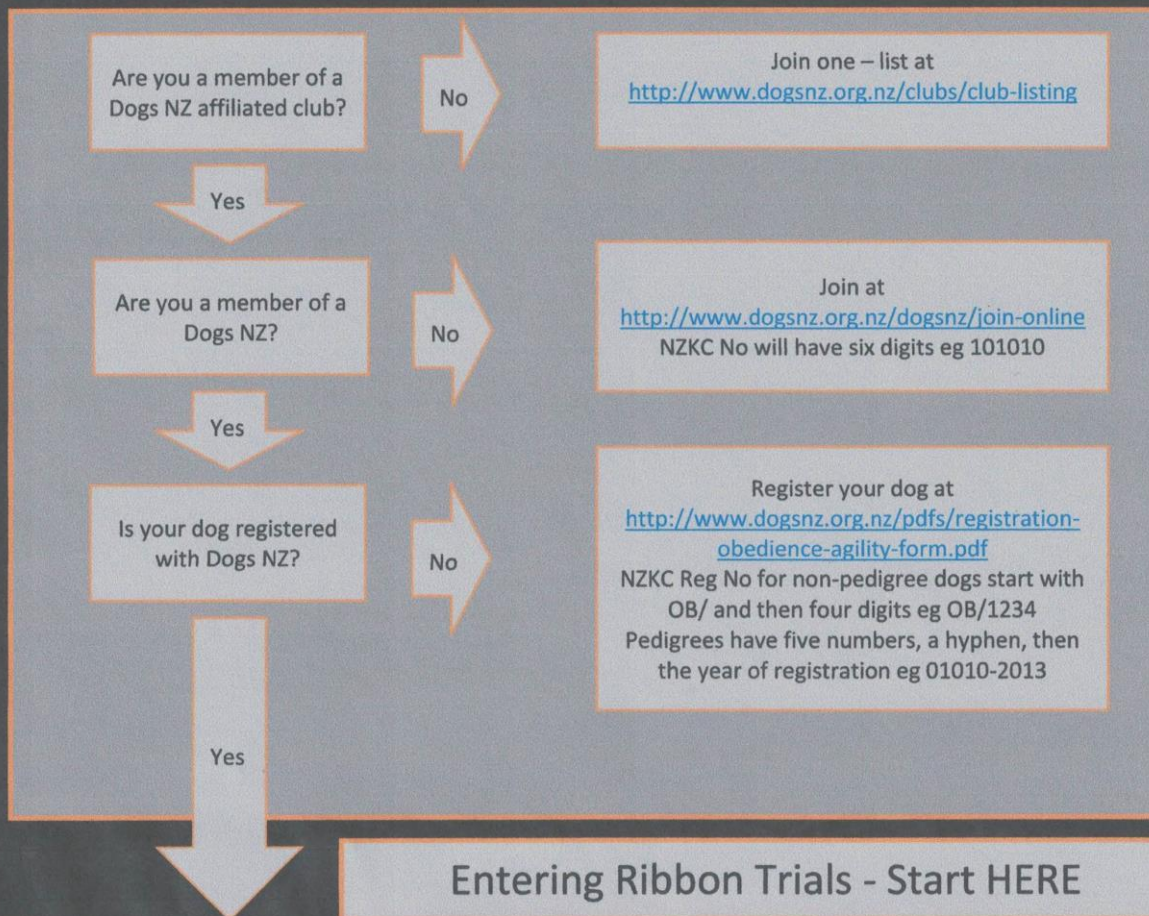 Are you a member of a
Dogs NZ affiliated club?
No
Join one – list at
http://www.dogsnz.org.nz/clubs/club-listing
Yes
Are you a member of a
Dogs NZ?
No
Join at
http://www.dogsnz.org.nz/dogsnz/join-online
NZKC No will have six digits eg 101010
Yes
Is your dog registered
with Dogs NZ?
No
Register your dog at
http://www.dogsnz.org.nz/pdfs/registration-
obedience-agility-form.pdf
NZKC Reg No for non-pedigree dogs start with
OB/ and then four digits eg OB/1234
Pedigrees have five numbers, a hyphen, then
the year of registration eg 01010-2013
Yes
Entering Ribbon Trials - Start HERE